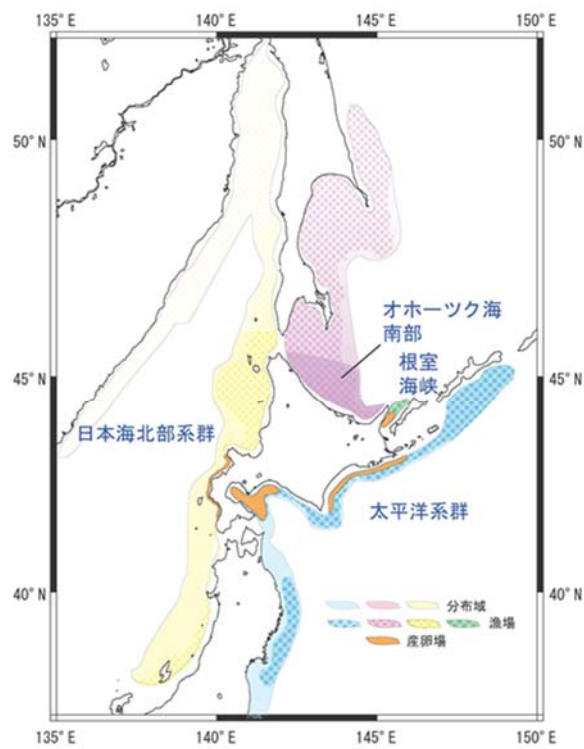 135° E 140° E 145° E 150° E
50° N 50° N
オホーツク海
南部
根室
海峡
45° N 45° N
日本海北部系群
太平洋系群
40° N 40° N
分布域
漁場
産卵場
135° E 140° E 145° E 150° E